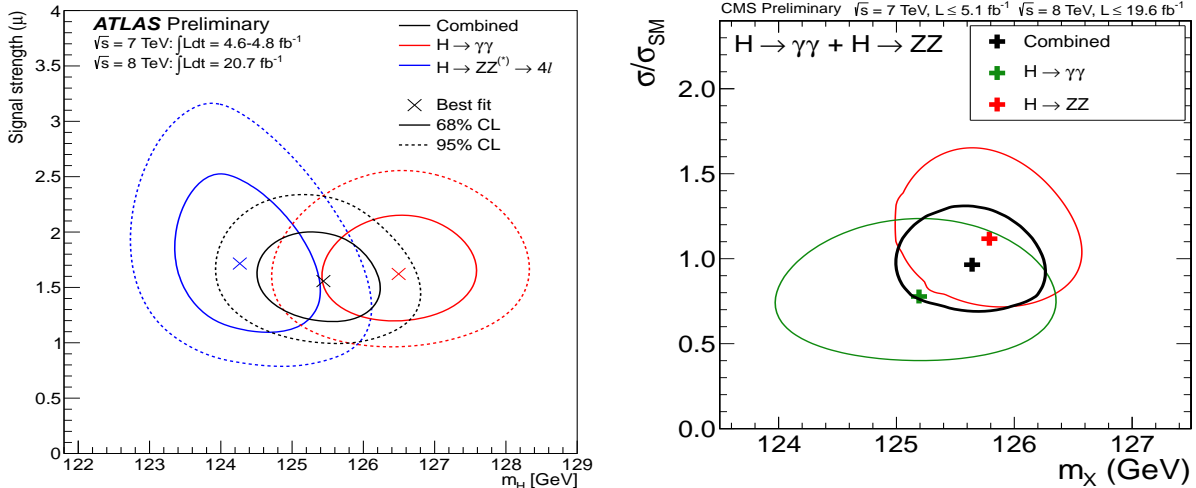 ATLAS Preliminary
√s = 7 TeV: ∫Ldt = 4.6-4.8 fb⁻¹
√s = 8 TeV: ∫Ldt = 20.7 fb⁻¹
Combined
H → γγ
H → ZZ⁽*⁾ → 4l
Best fit
68% CL
95% CL
Signal strength (μ)
4
3.5
3
2.5
2
1.5
1
0.5
0
122 123 124 125 126 127 128 129
m_H [GeV]
CMS Preliminary √s = 7 TeV, L ≤ 5.1 fb⁻¹ √s = 8 TeV, L ≤ 19.6 fb⁻¹
H → γγ + H → ZZ
Combined
H → γγ
H → ZZ
σ/σ_SM
2.0
1.5
1.0
0.5
0.0
124 125 126 127
m_X (GeV)